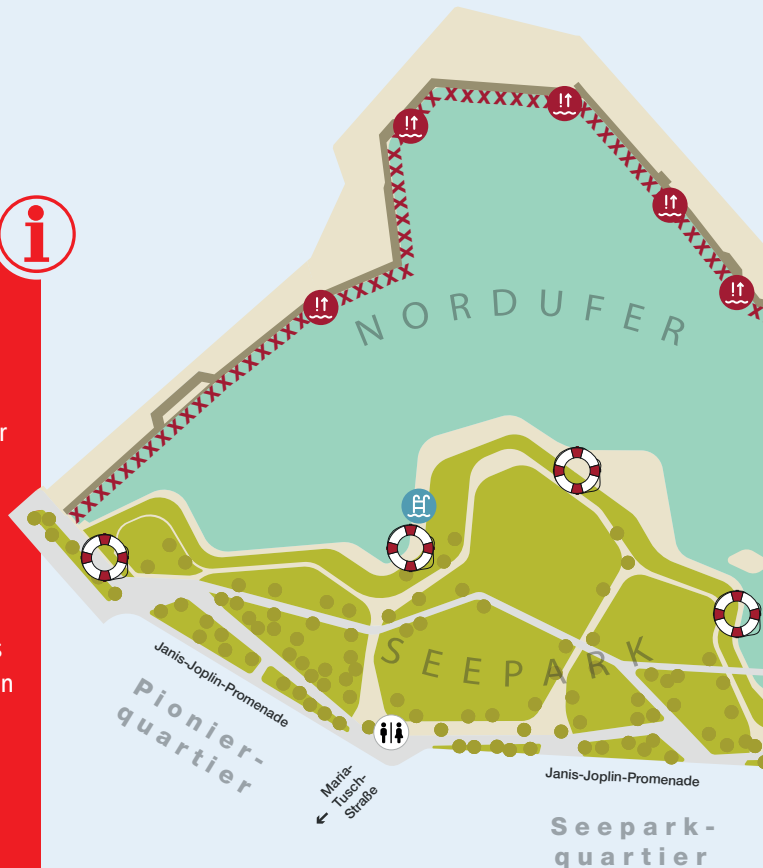 i
NORDUFER
r
s
n
SEEPARK
Janis-Joplin-Promenade
Pionier-
quartier
Maria-
Tusch-
Straße
Janis-Joplin-Promenade
Seepark-
quartier